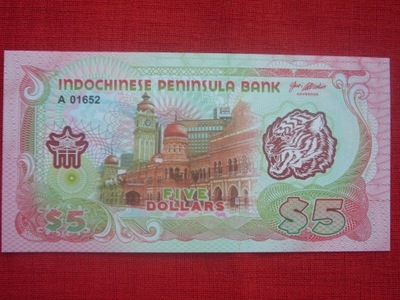 INDOCHINESE PENINSULA BANK
A 01652
GOVERNOR
FIVE
DOLLARS
$5
$5